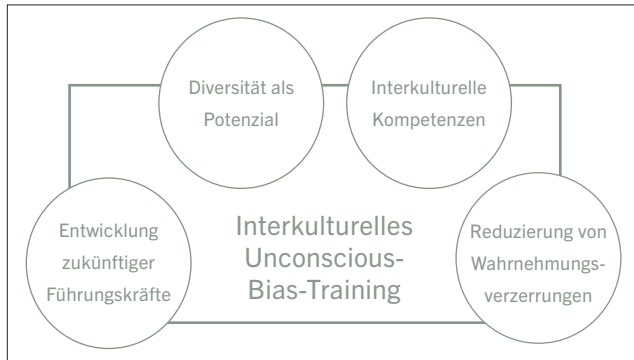 Diversität als
Potenzial
Interkulturelle
Kompetenzen
Entwicklung
zukünftiger
Führungskräfte
Interkulturelles
Unconscious-
Bias-Training
Reduzierung von
Wahrnehmungs-
verzerrungen